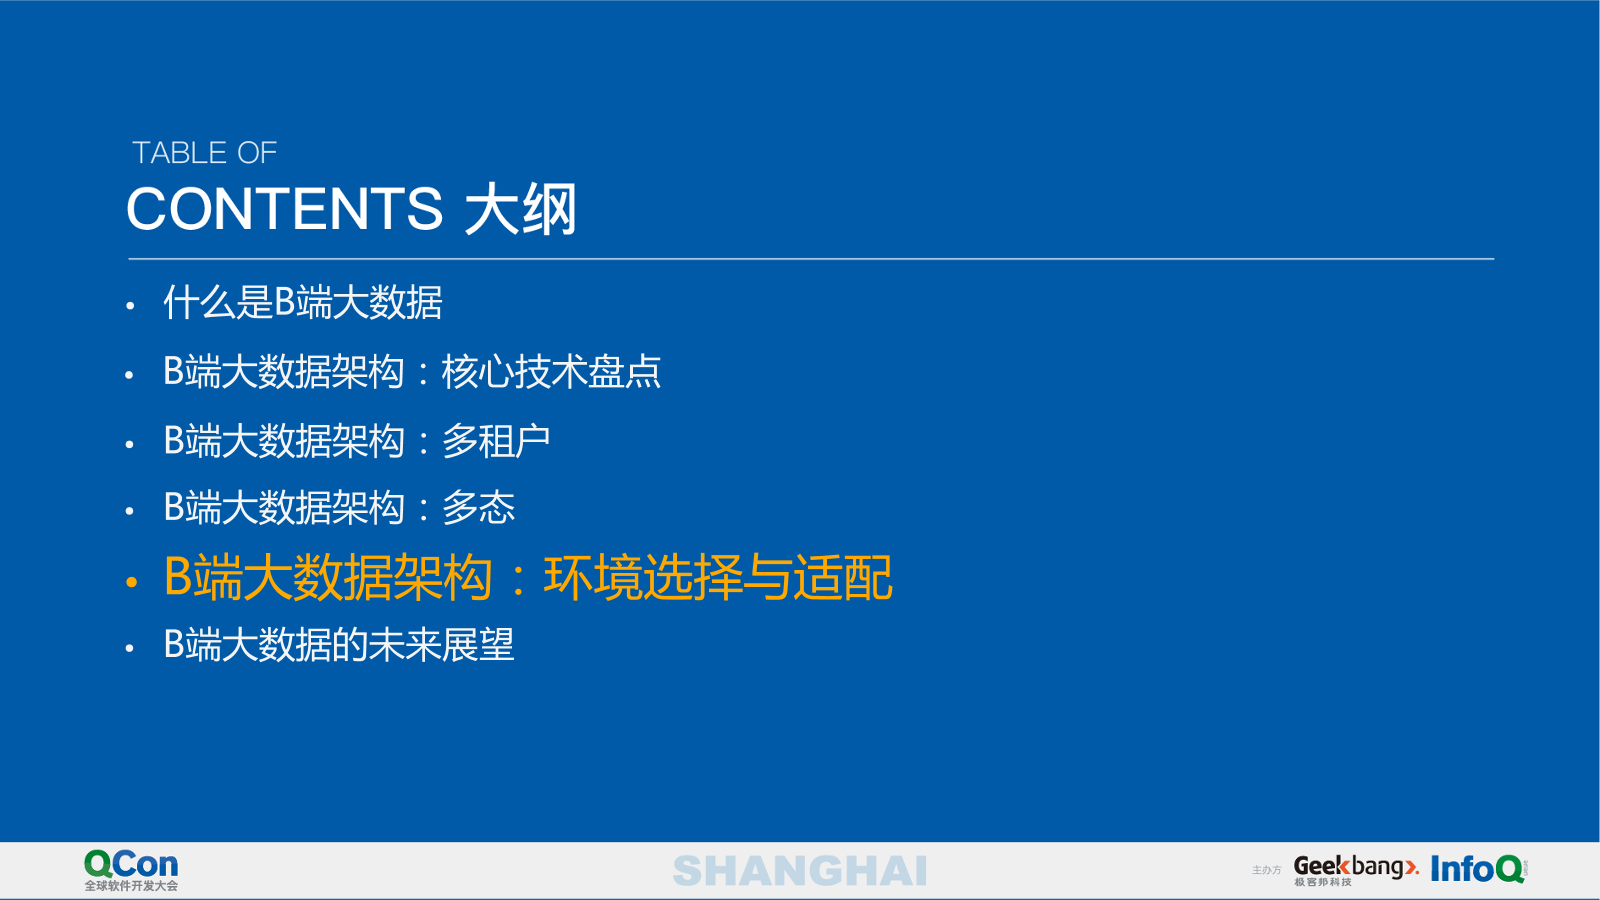 TABLE OF
CONTENTS 大纲
• 什么是B端大数据
• B端大数据架构：核心技术盘点
• B端大数据架构：多租户
• B端大数据架构：多态
• B端大数据架构：环境选择与适配
• B端大数据的未来展望
QCon
全球软件开发大会
SHANGHAI
主办方
Geekbang
极客邦科技
InfoQ